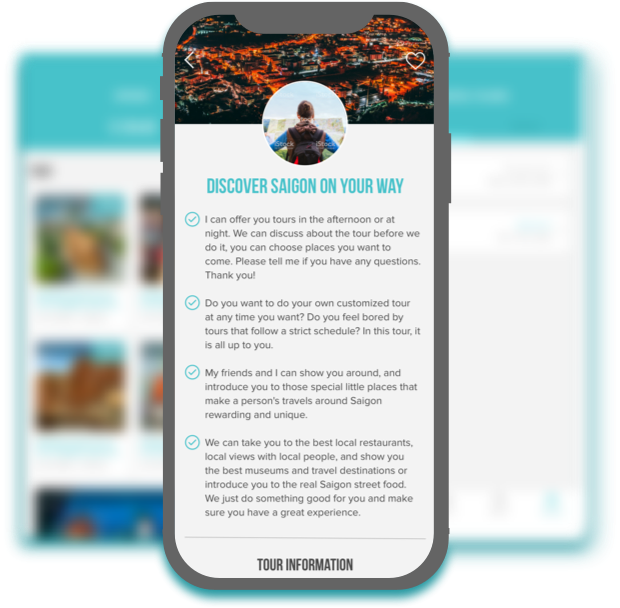 iStock
iStock
DISCOVER SAIGON ON YOUR WAY
I can offer you tours in the afternoon or at
night. We can discuss about the tour before we
do it, you can choose places you want to
come. Please tell me if you have any questions.
Thank you!
Do you want to do your own customized tour
at any time you want? Do you feel bored by
tours that follow a strict schedule? In this tour, it
is all up to you.
My friends and I can show you around, and
introduce you to those special little places that
make a person's travels around Saigon
rewarding and unique.
We can take you to the best local restaurants,
local views with local people, and show you
the best museums and travel destinations or
introduce you to the real Saigon street food.
We just do something good for you and make
sure you have a great experience.
TOUR INFORMATION